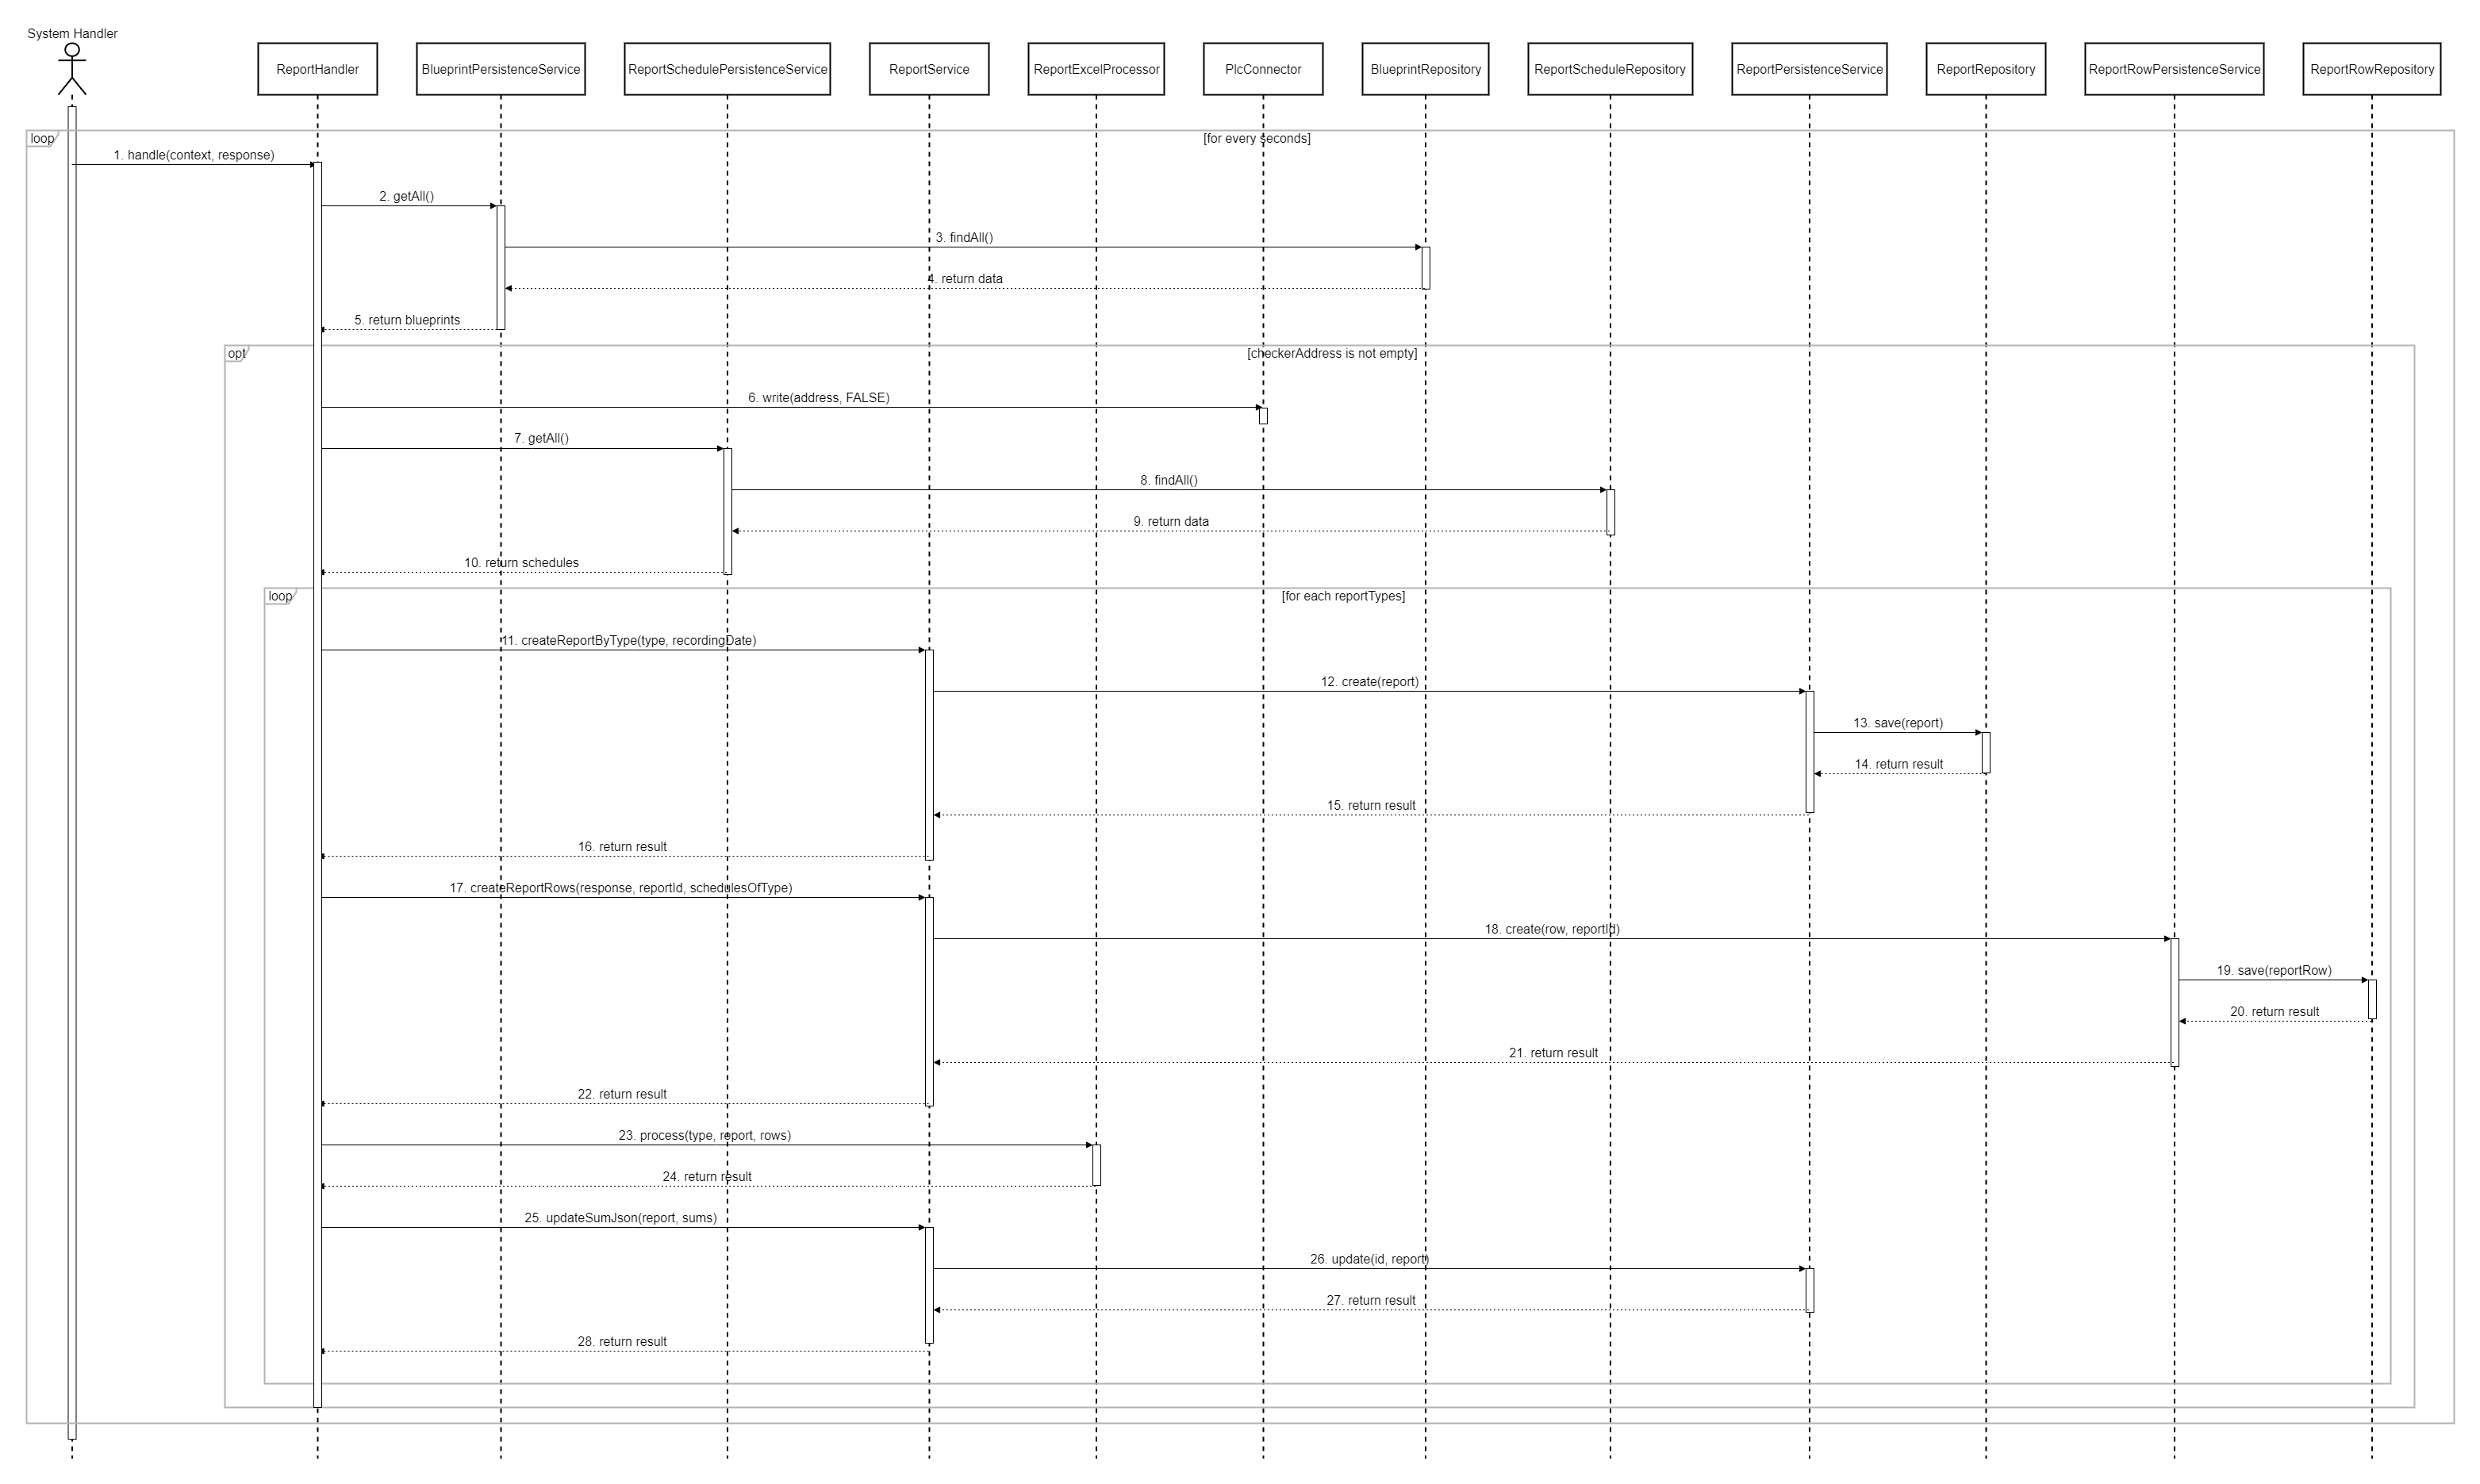 System Handler
ReportHandler
BlueprintPersistenceService
ReportSchedulePersistenceService
ReportService
ReportExcelProcessor
PlcConnector
BlueprintRepository
ReportScheduleRepository
ReportPersistenceService
ReportRepository
ReportRowPersistenceService
ReportRowRepository
loop
[for every seconds]
1. handle(context, response)
2. getAll()
3. findAll()
4. return data
5. return blueprints
opt
[checkerAddress is not empty]
6. write(address, FALSE)
7. getAll()
8. findAll()
9. return data
10. return schedules
loop
[for each reportTypes]
11. createReportByType(type, recordingDate)
12. create(report)
13. save(report)
14. return result
15. return result
16. return result
17. createReportRows(response, reportId, schedulesOfType)
18. create(row, reportId)
19. save(reportRow)
20. return result
21. return result
22. return result
23. process(type, report, rows)
24. return result
25. updateSumJson(report, sums)
26. update(id, report)
27. return result
28. return result